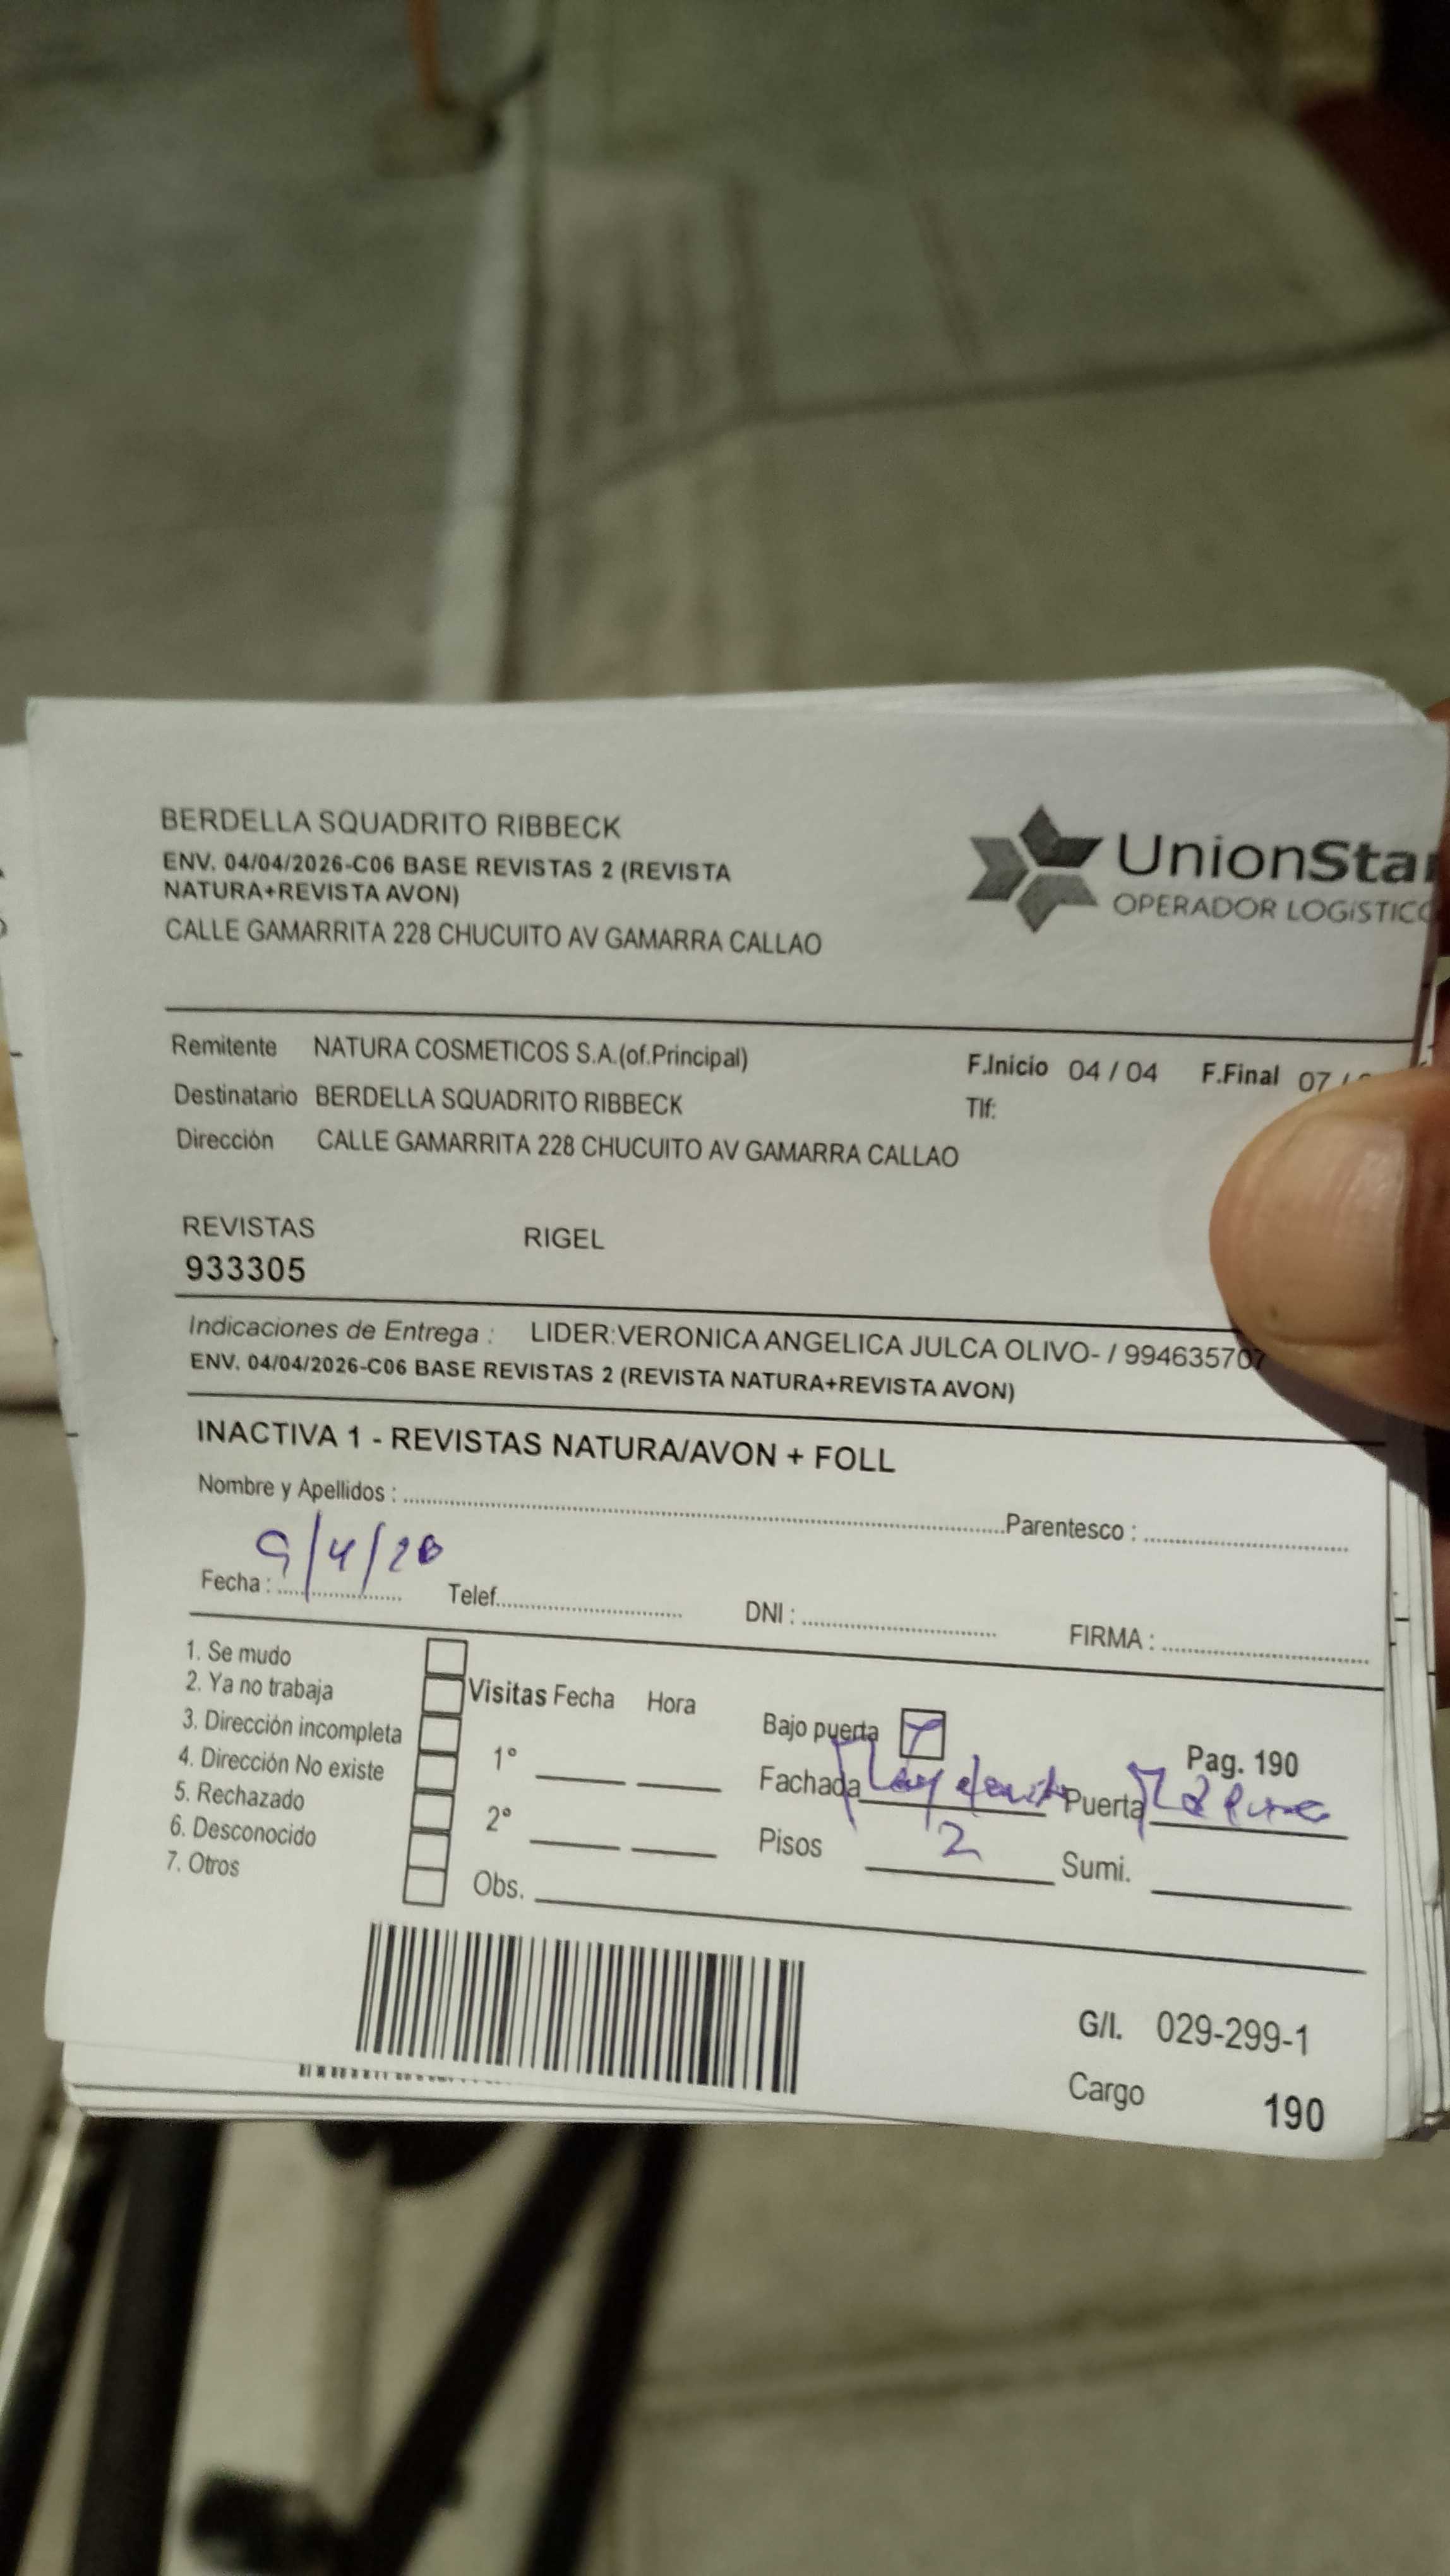 BERDELLA SQUADRITO RIBBECK
ENV. 04/04/2026-C06 BASE REVISTAS 2 (REVISTA
NATURA+REVISTA AVON)
CALLE GAMARRITA 228 CHUCUITO AV GAMARRA CALLAO
UnionStar
OPERADOR LOGíSTICO
Remitente NATURA COSMETICOS S.A.(of.Principal) F.Inicio 04 / 04 F.Final 07 /
Destinatario BERDELLA SQUADRITO RIBBECK Tlf:
Dirección CALLE GAMARRITA 228 CHUCUITO AV GAMARRA CALLAO
REVISTAS RIGEL
933305
Indicaciones de Entrega : LIDER:VERONICA ANGELICA JULCA OLIVO- / 994635707
ENV. 04/04/2026-C06 BASE REVISTAS 2 (REVISTA NATURA+REVISTA AVON)
INACTIVA 1 - REVISTAS NATURA/AVON + FOLL
Nombre y Apellidos : Parentesco :
Fecha : 9/4/26 Telef. DNI : FIRMA :
1. Se mudo
2. Ya no trabaja
3. Dirección incompleta
4. Dirección No existe
5. Rechazado
6. Desconocido
7. Otros
Visitas Fecha Hora
1°
2°
Obs.
Bajo puerta Pag. 190
Fachada Puerta
Pisos 2 Sumi.
G/I. 029-299-1
Cargo 190